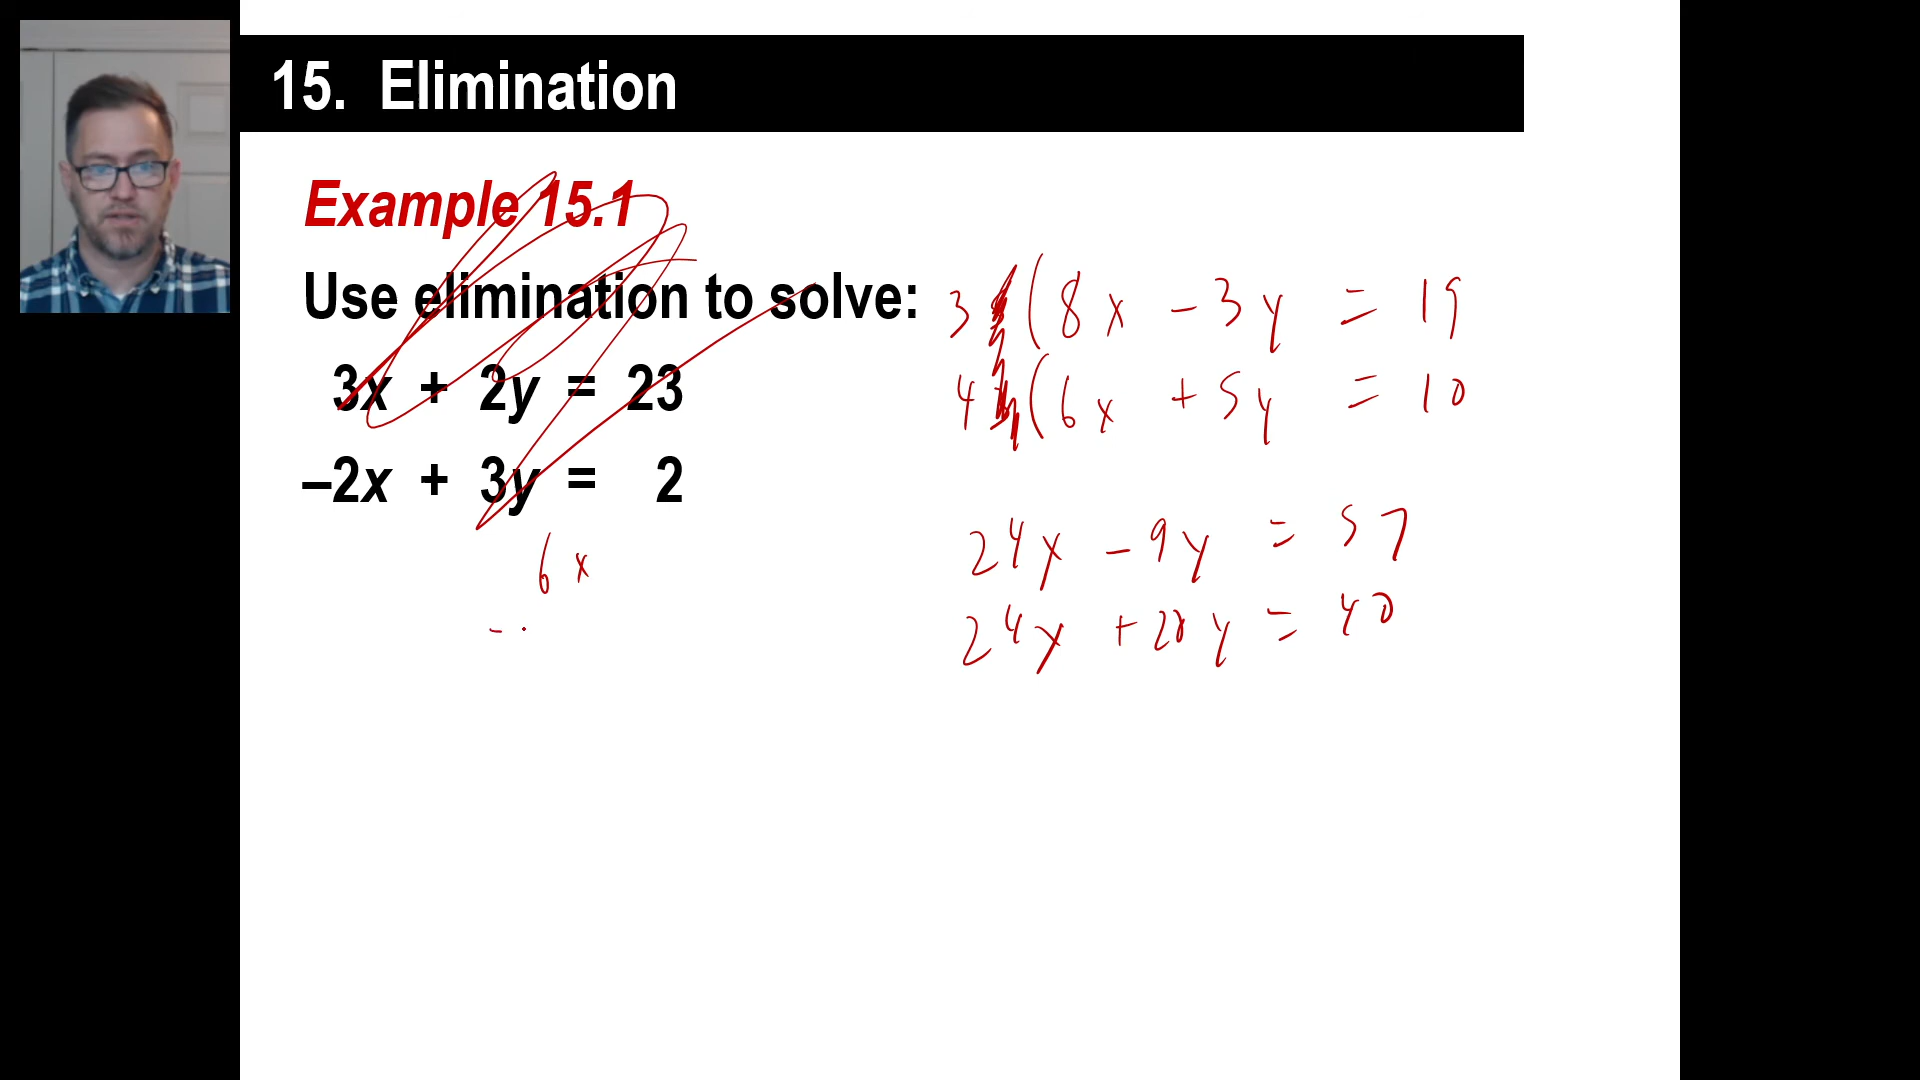 15. Elimination
Example 15.1
Use elimination to solve:
3x + 2y = 23
–2x + 3y = 2
6x
-
3 (8x - 3y = 19
4 (6x + 5y = 10
24x - 9y = 57
24x + 20y = 40